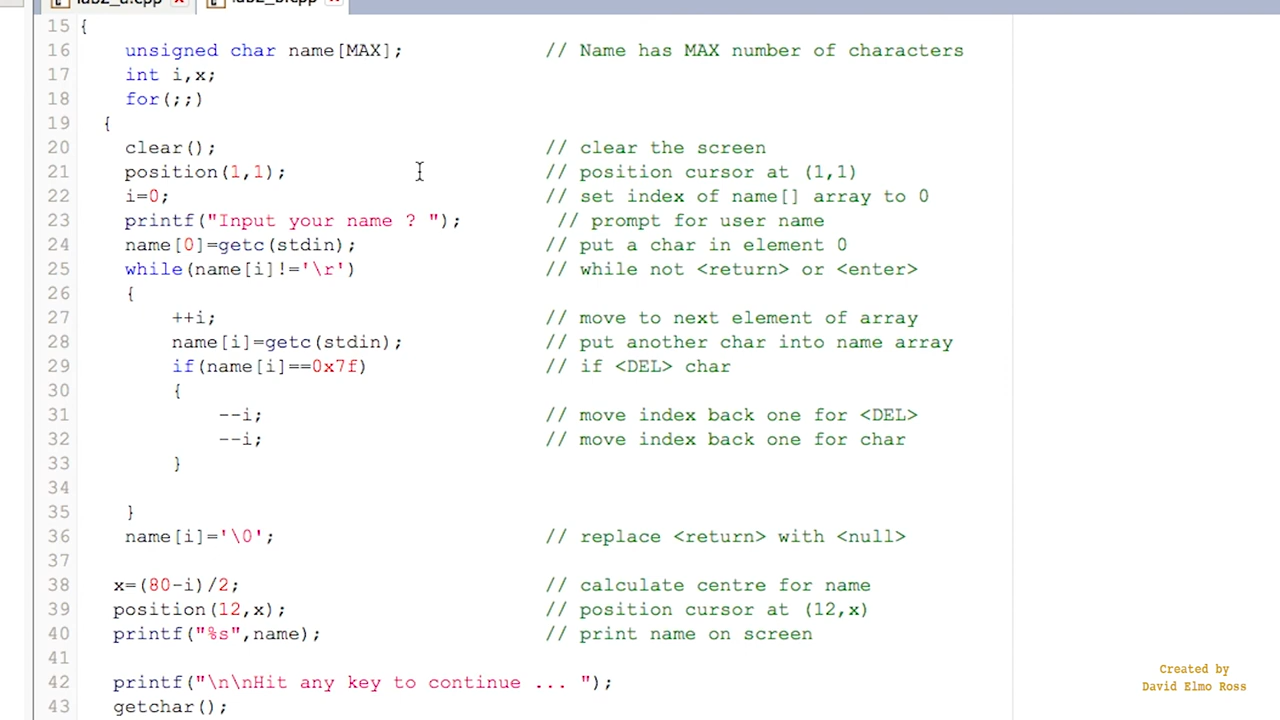 lab2_a.cpp lab2_b.cpp
15 {
16 unsigned char name[MAX]; // Name has MAX number of characters
17 int i,x;
18 for(;;)
19 {
20 clear(); // clear the screen
21 position(1,1); // position cursor at (1,1)
22 i=0; // set index of name[] array to 0
23 printf("Input your name ? "); // prompt for user name
24 name[0]=getc(stdin); // put a char in element 0
25 while(name[i]!='\r') // while not <return> or <enter>
26 {
27 ++i; // move to next element of array
28 name[i]=getc(stdin); // put another char into name array
29 if(name[i]==0x7f) // if <DEL> char
30 {
31 --i; // move index back one for <DEL>
32 --i; // move index back one for char
33 }
34
35 }
36 name[i]='\0'; // replace <return> with <null>
37
38 x=(80-i)/2; // calculate centre for name
39 position(12,x); // position cursor at (12,x)
40 printf("%s",name); // print name on screen
41
42 printf("\n\nHit any key to continue ... ");
43 getchar();
Created by
David Elmo Ross